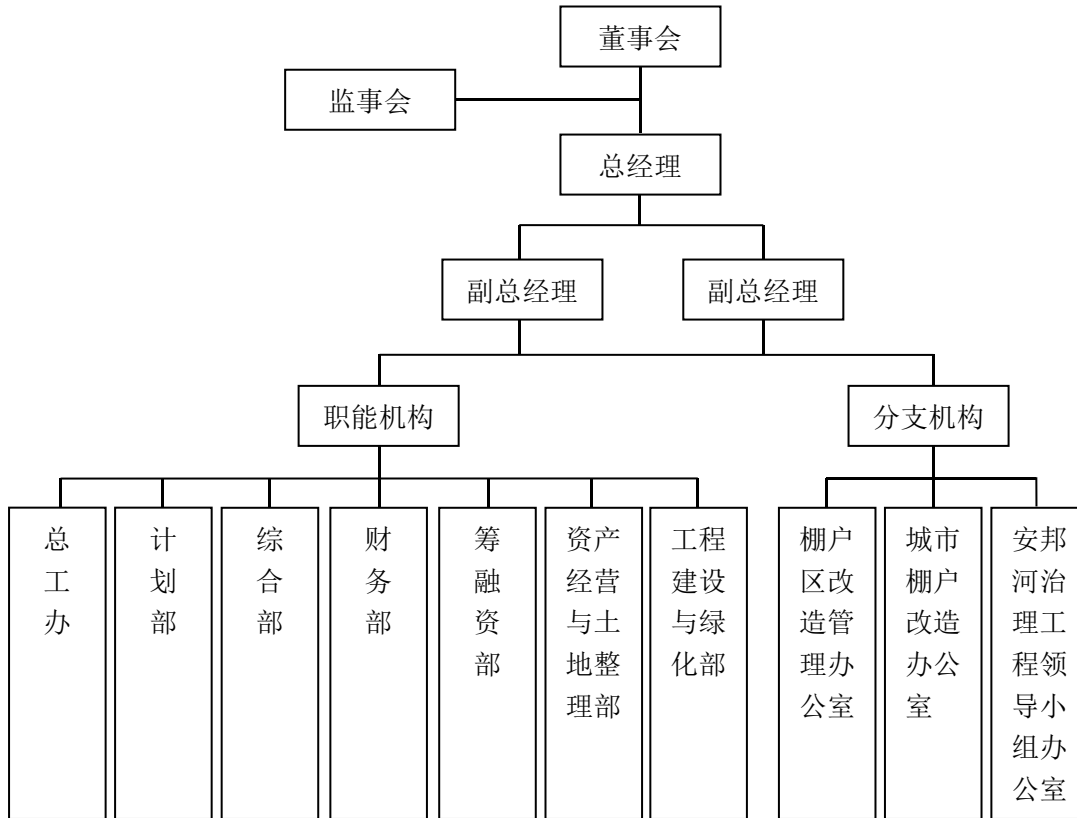 董事会
监事会
总经理
副总经理
副总经理
职能机构
分支机构
总
工
办
计
划
部
综
合
部
财
务
部
筹
融
资
部
资产
经营
与土
地整
理部
工程
建设
与绿
化部
棚户
区改
造管
理办
公室
城市
棚户
改造
办公
室
安邦
河治
理工
程领
导小
组办
公室